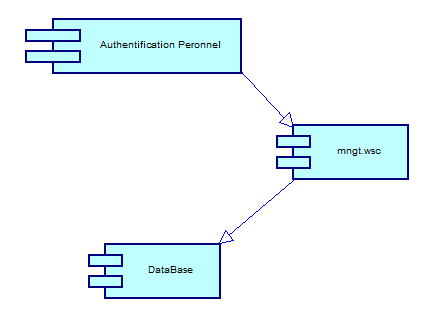 Authentification Peronnel
mngt.wsc
DataBase